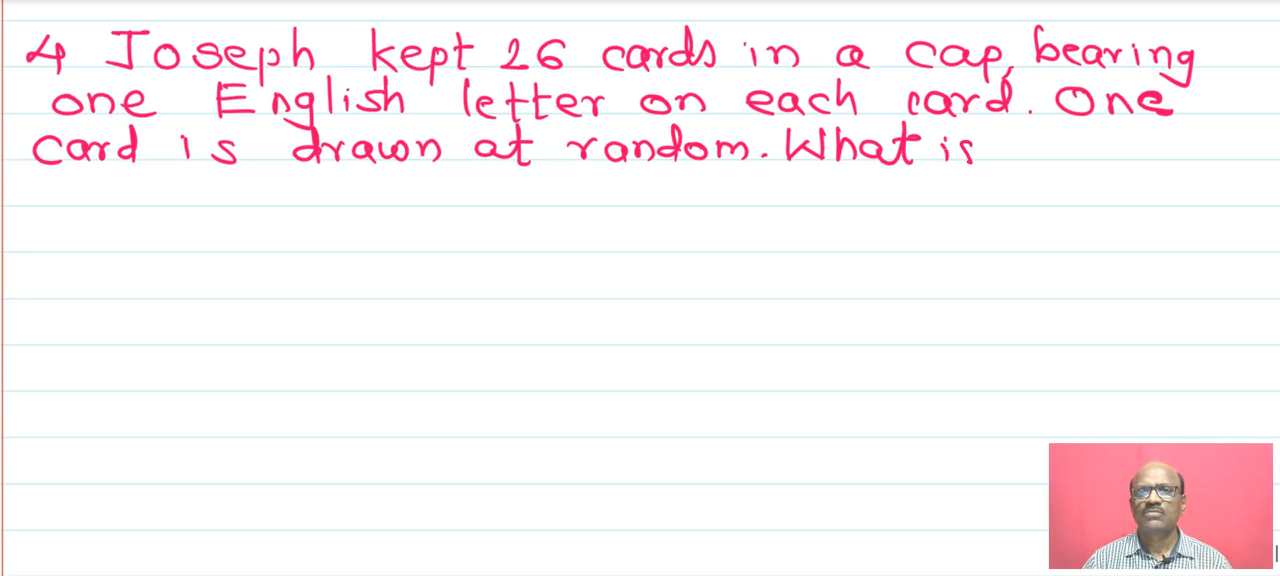 4 Joseph kept 26 cards in a cap, bearing
one English letter on each card. One
card is drawn at random. What is